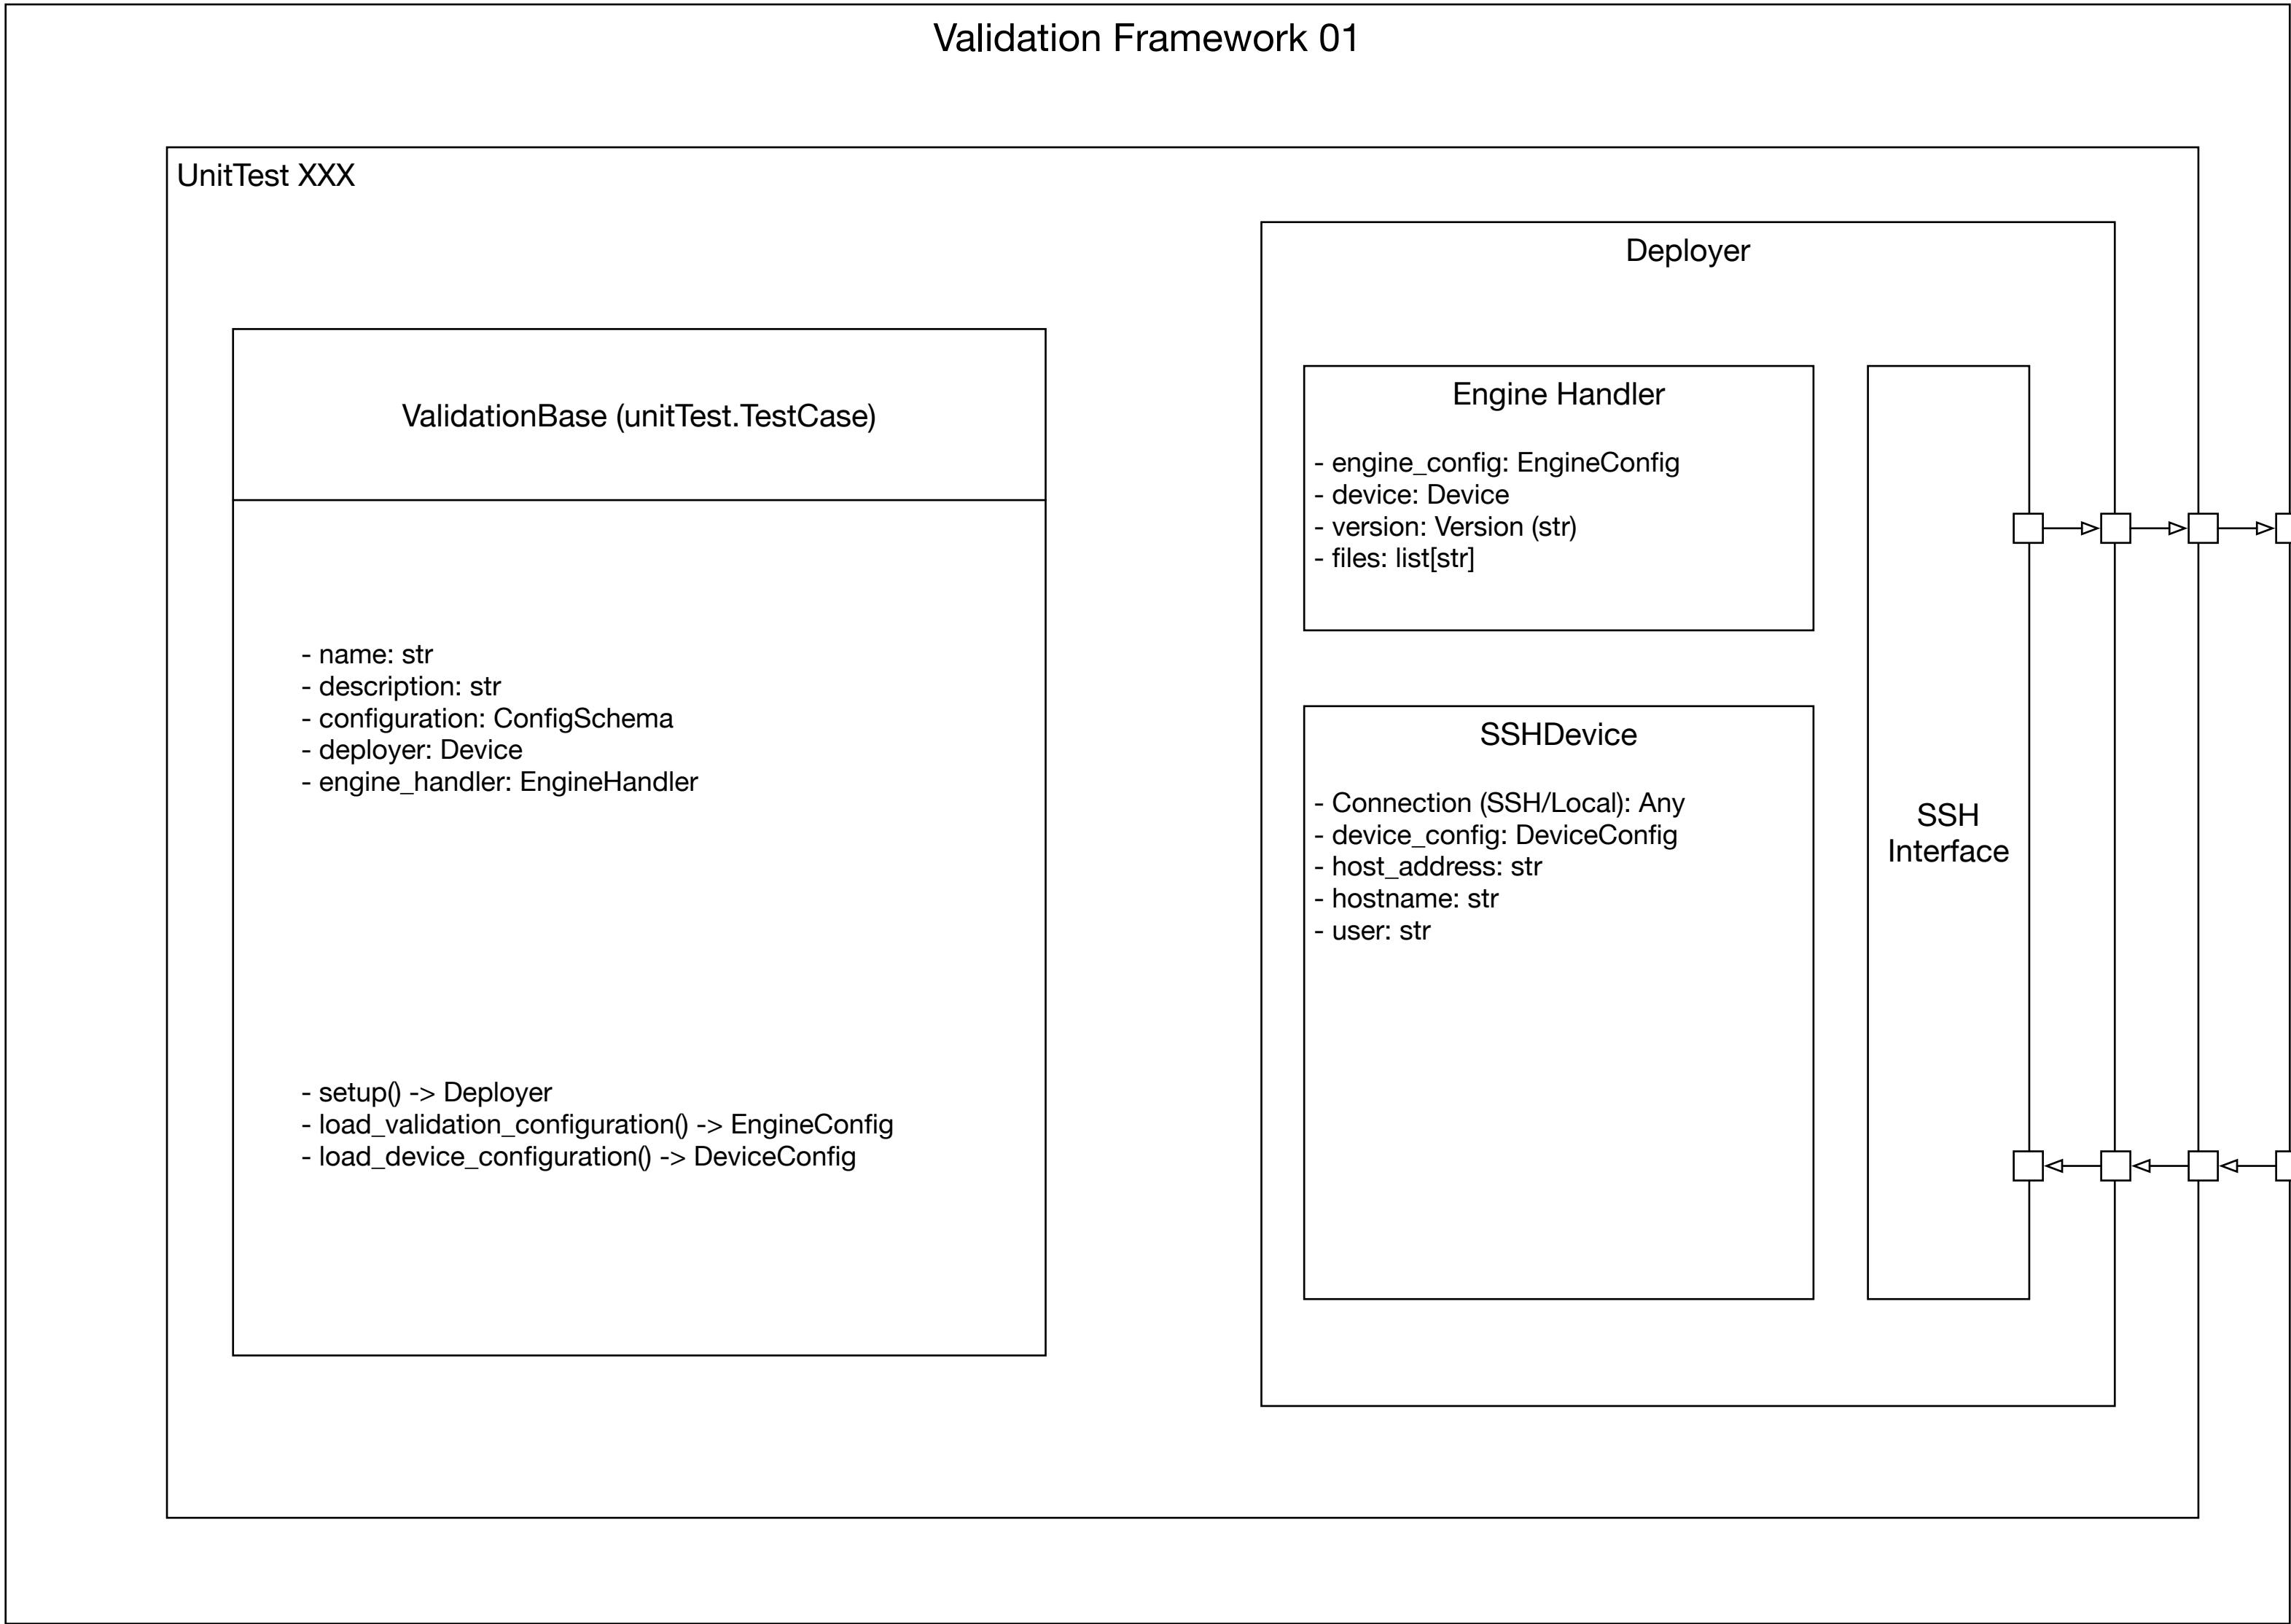 Validation Framework 01
UnitTest XXX
ValidationBase (unitTest.TestCase)
- name: str
- description: str
- configuration: ConfigSchema
- deployer: Device
- engine_handler: EngineHandler
- setup() -> Deployer
- load_validation_configuration() -> EngineConfig
- load_device_configuration() -> DeviceConfig
Deployer
Engine Handler
- engine_config: EngineConfig
- device: Device
- version: Version (str)
- files: list[str]
SSHDevice
- Connection (SSH/Local): Any
- device_config: DeviceConfig
- host_address: str
- hostname: str
- user: str
SSH
Interface